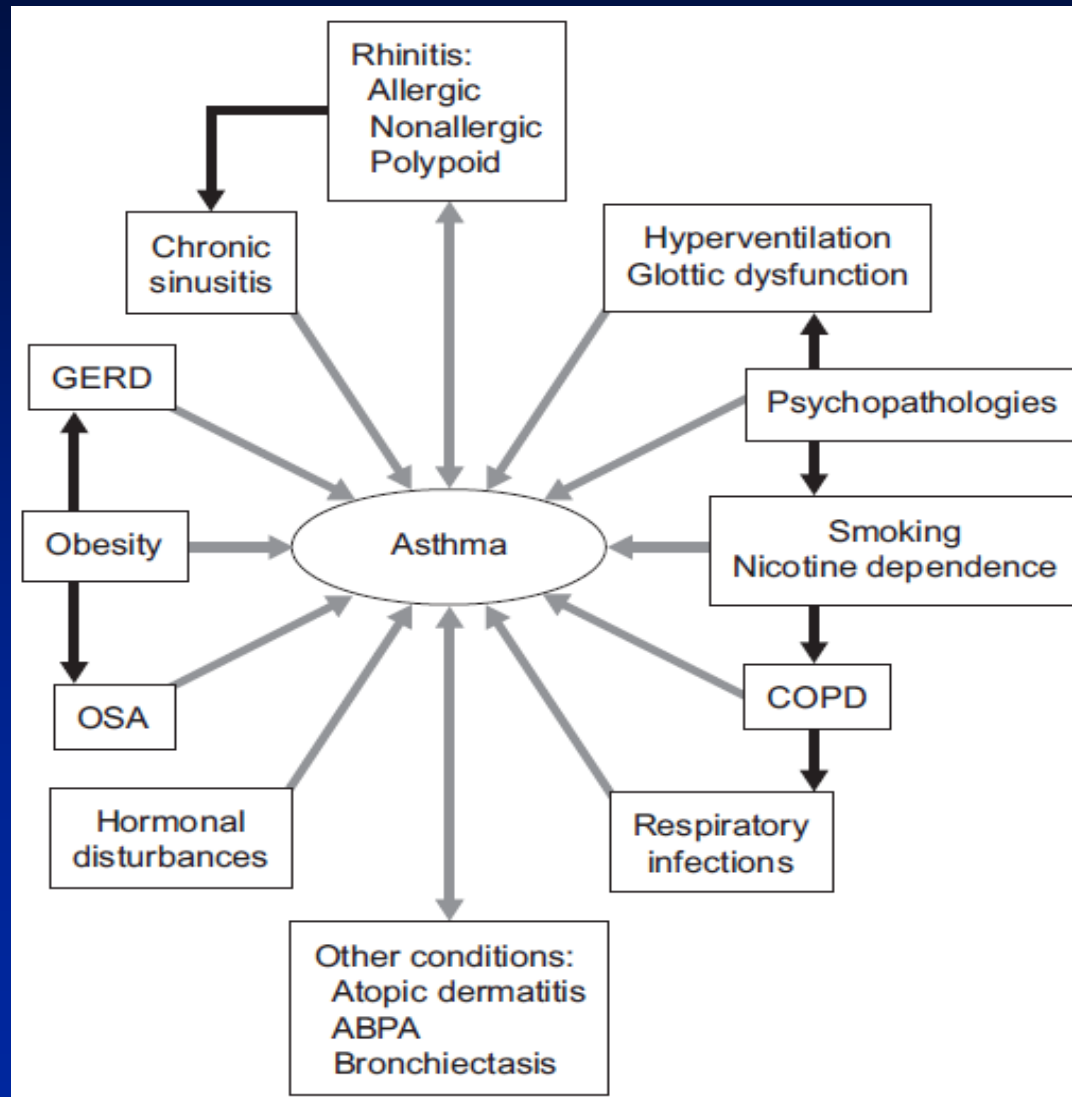 Rhinitis:
Allergic
Nonallergic
Polypoid
Chronic
sinusitis
Hyperventilation
Glottic dysfunction
GERD
Psychopathologies
Obesity
Asthma
Smoking
Nicotine dependence
OSA
COPD
Hormonal
disturbances
Respiratory
infections
Other conditions:
Atopic dermatitis
ABPA
Bronchiectasis